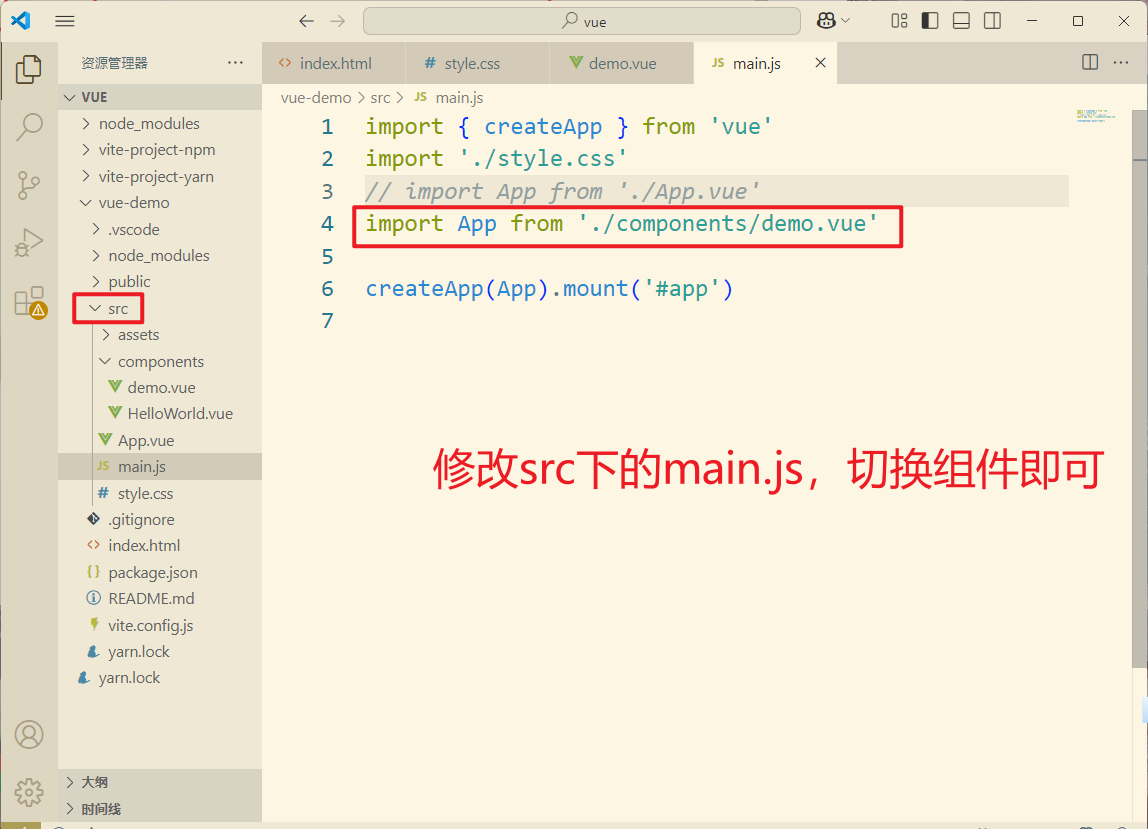 vue
资源管理器
index.html
# style.css
demo.vue
JS main.js
VUE
node_modules
vite-project-npm
vite-project-yarn
vue-demo
.vscode
node_modules
public
src
assets
components
demo.vue
HelloWorld.vue
App.vue
JS main.js
# style.css
.gitignore
index.html
package.json
README.md
vite.config.js
yarn.lock
yarn.lock
大纲
时间线
vue-demo > src > JS main.js
1 import { createApp } from 'vue'
2 import './style.css'
3 // import App from './App.vue'
4 import App from './components/demo.vue'
5
6 createApp(App).mount('#app')
7
修改src下的main.js，切换组件即可